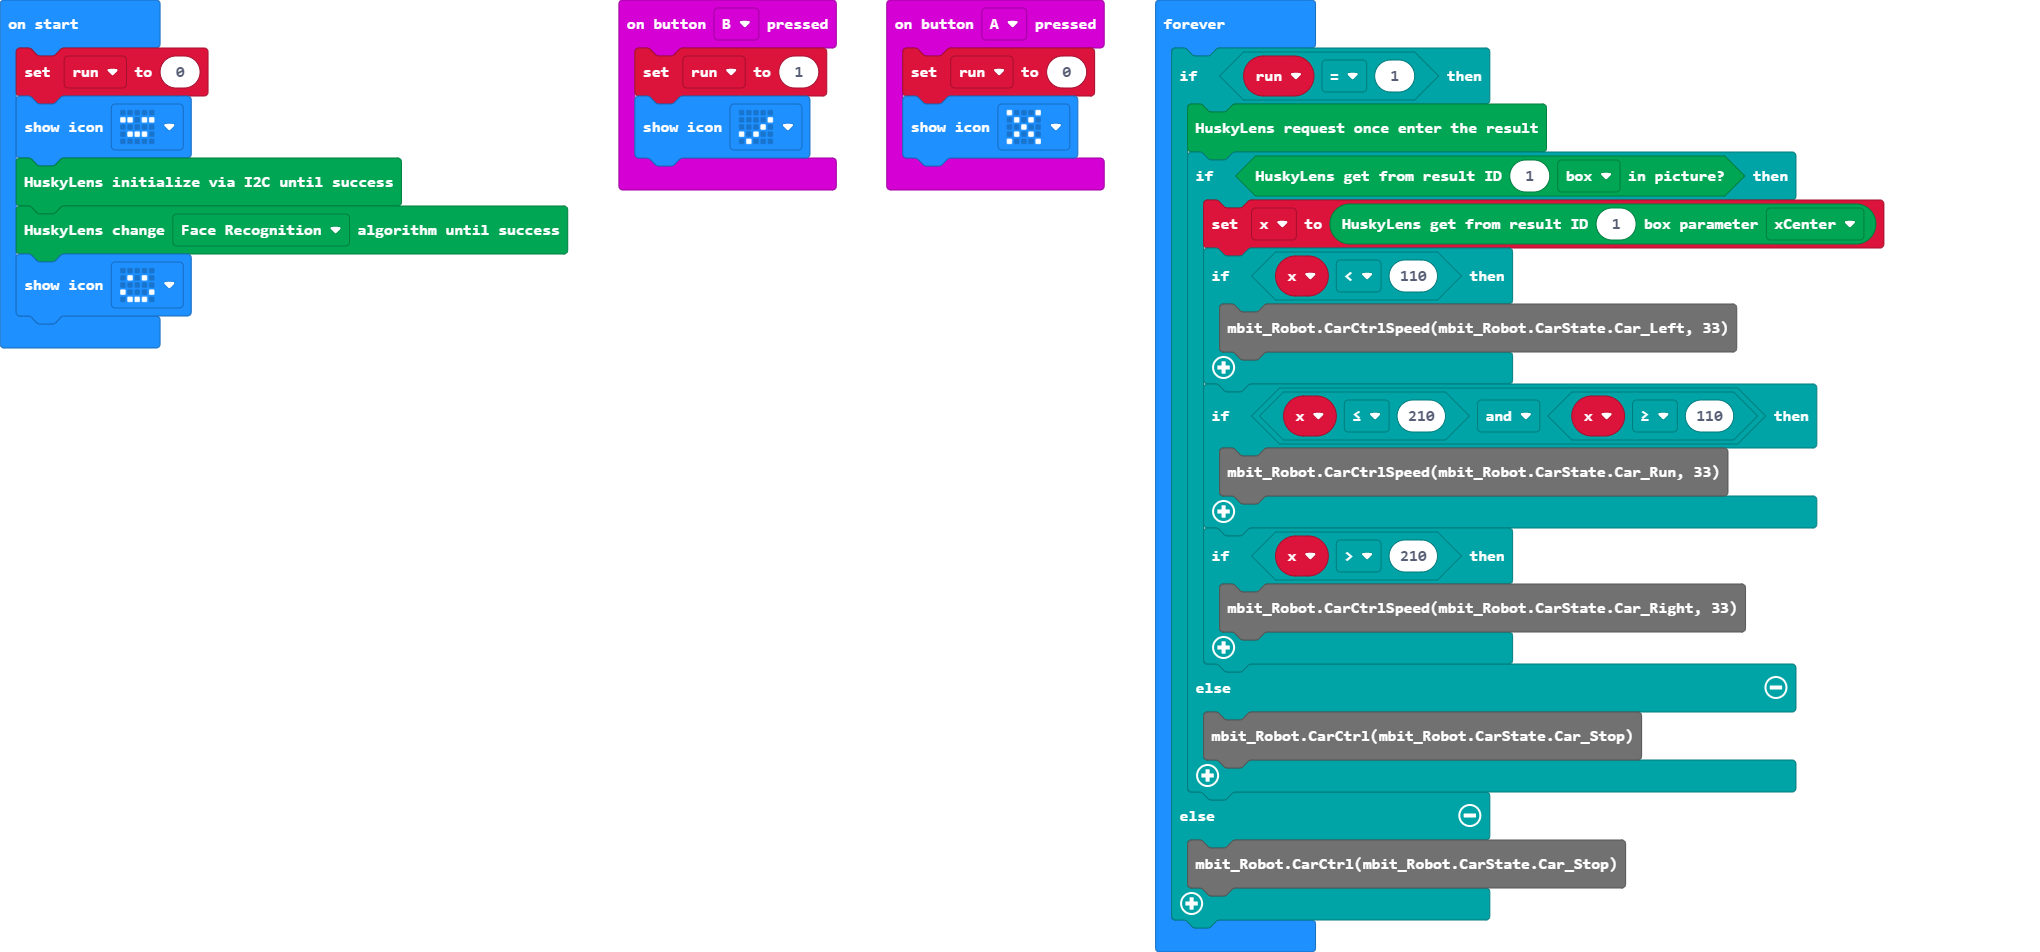 on start
set run to 0
show icon
HuskyLens initialize via I2C until success
HuskyLens change Face Recognition algorithm until success
show icon
on button B pressed
set run to 1
show icon
on button A pressed
set run to 0
show icon
forever
if run = 1 then
HuskyLens request once enter the result
if HuskyLens get from result ID 1 box in picture? then
set x to HuskyLens get from result ID 1 box parameter xCenter
if x < 110 then
mbit_Robot.CarCtrlSpeed(mbit_Robot.CarState.Car_Left, 33)
if x ≤ 210 and x ≥ 110 then
mbit_Robot.CarCtrlSpeed(mbit_Robot.CarState.Car_Run, 33)
if x > 210 then
mbit_Robot.CarCtrlSpeed(mbit_Robot.CarState.Car_Right, 33)
else
mbit_Robot.CarCtrl(mbit_Robot.CarState.Car_Stop)
else
mbit_Robot.CarCtrl(mbit_Robot.CarState.Car_Stop)